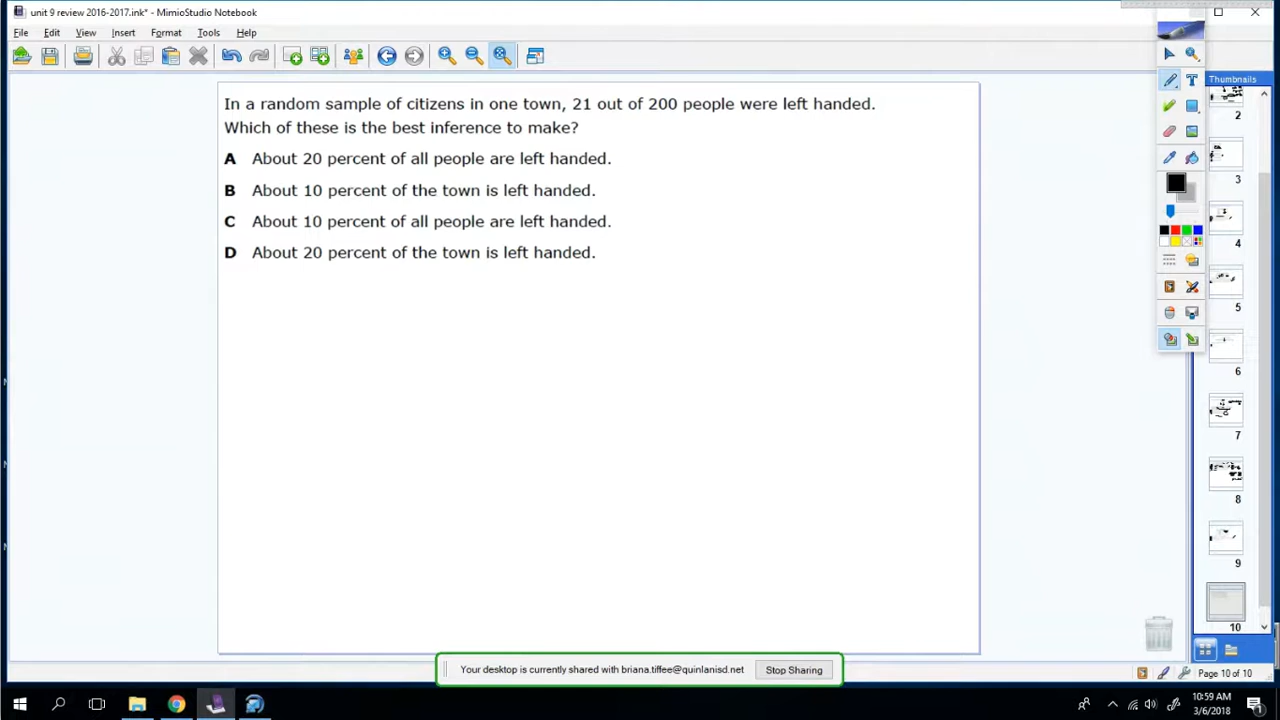 unit 9 review 2016-2017.ink* - MimioStudio Notebook
File Edit View Insert Format Tools Help
Thumbnails
In a random sample of citizens in one town, 21 out of 200 people were left handed.
Which of these is the best inference to make?
A About 20 percent of all people are left handed.
B About 10 percent of the town is left handed.
C About 10 percent of all people are left handed.
D About 20 percent of the town is left handed.
2
3
4
5
6
7
8
9
10
Your desktop is currently shared with briana.tiffee@quinlanisd.net Stop Sharing
Page 10 of 10
10:59 AM
3/6/2018